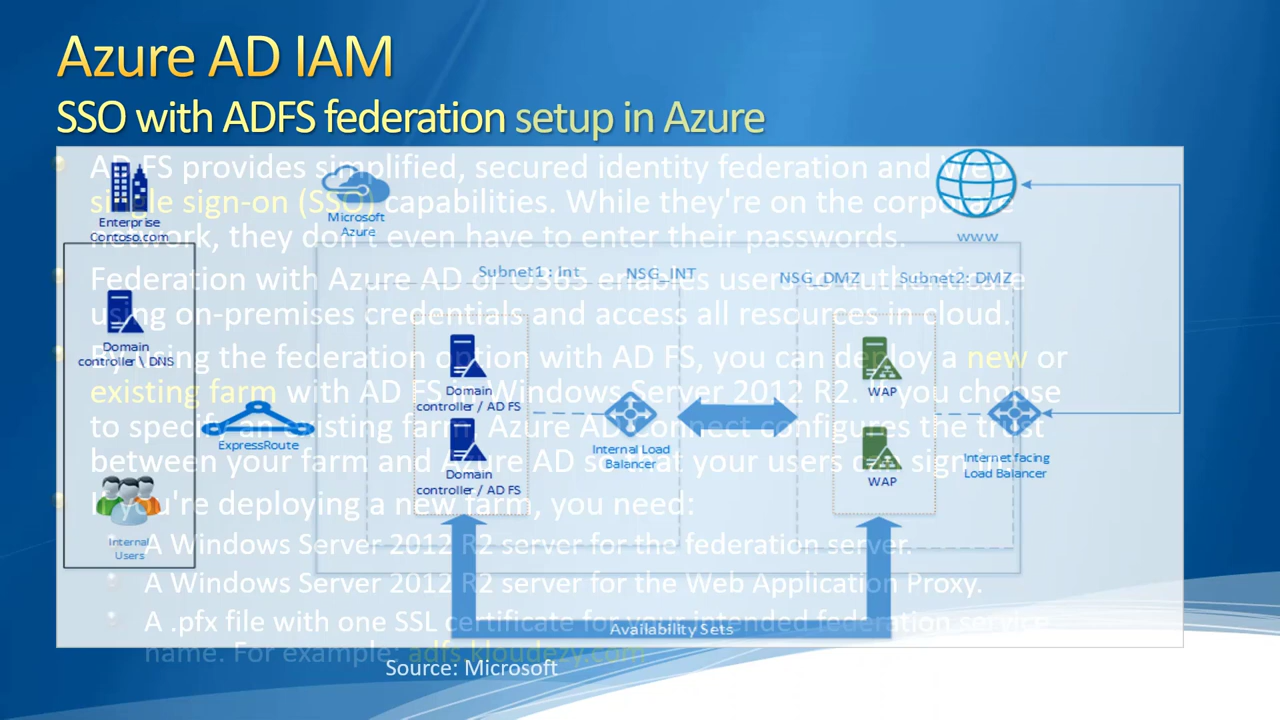 Azure AD IAM
SSO with ADFS federation setup in Azure
AD FS provides simplified, secured identity federation and Web
single sign-on (SSO) capabilities. While they're on the corporate
network, they don't even have to enter their passwords.
Federation with Azure AD or O365 enables users to authenticate
using on-premises credentials and access all resources in cloud.
By using the federation option with AD FS, you can deploy a new or
existing farm with AD FS in Windows Server 2012 R2. If you choose
to specify an existing farm, Azure AD Connect configures the trust
between your farm and Azure AD so that your users can sign
If you're deploying a new farm, you need:
A Windows Server 2012 R2 server for the federation server.
A Windows Server 2012 R2 server for the Web Application Proxy.
A .pfx file with one SSL certificate for your intended federation service
name. For example: adfs.kloudezy.com
Enterprise
Contoso.com
Microsoft
Azure
www
Subnet1 : Int
NSG_INT
NSG_DMZ
Subnet2: DMZ
Domain
controller \ DNS
ExpressRoute
Internal
Users
Domain
controller / AD FS
Domain
controller / AD FS
Internal Load
Balancer
WAP
WAP
Internet facing
Load Balancer
Availability Sets
Source: Microsoft